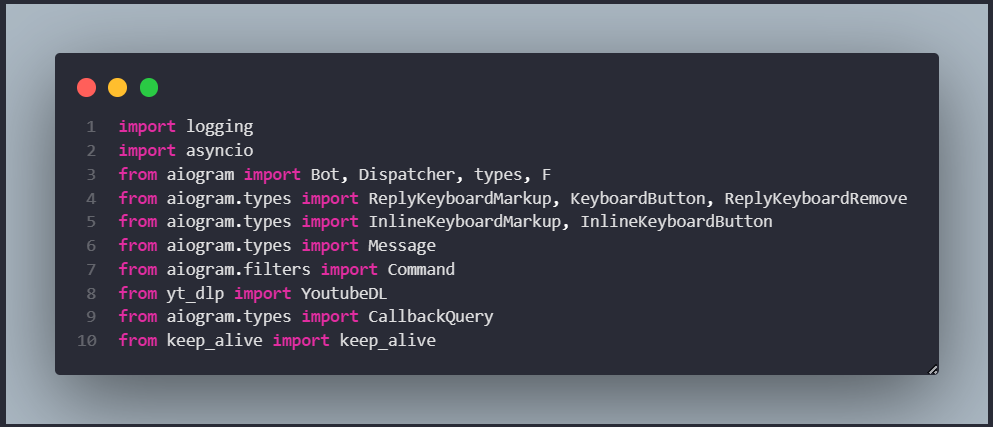 1 import logging
2 import asyncio
3 from aiogram import Bot, Dispatcher, types, F
4 from aiogram.types import ReplyKeyboardMarkup, KeyboardButton, ReplyKeyboardRemove
5 from aiogram.types import InlineKeyboardMarkup, InlineKeyboardButton
6 from aiogram.types import Message
7 from aiogram.filters import Command
8 from yt_dlp import YoutubeDL
9 from aiogram.types import CallbackQuery
10 from keep_alive import keep_alive